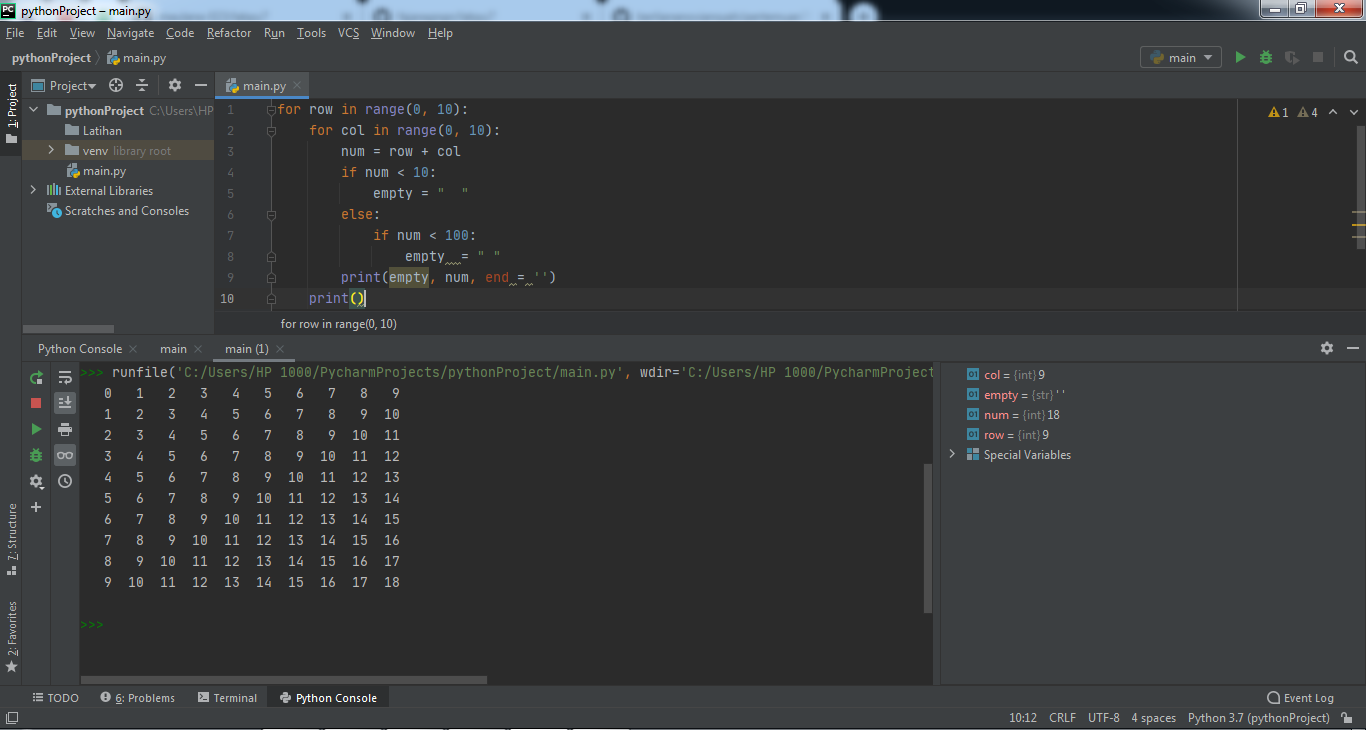 PC pythonProject – main.py
File Edit View Navigate Code Refactor Run Tools VCS Window Help
pythonProject main.py
main
1: Project
Project
pythonProject C:\Users\HP
Latihan
venv library root
main.py
External Libraries
Scratches and Consoles
main.py
1 for row in range(0, 10):
2     for col in range(0, 10):
3         num = row + col
4         if num < 10:
5             empty = "  "
6         else:
7             if num < 100:
8                 empty  = " "
9         print(empty, num, end = '')
10     print()
1 4
for row in range(0, 10)
Python Console main main (1)
>>> runfile('C:/Users/HP 1000/PycharmProjects/pythonProject/main.py', wdir='C:/Users/HP 1000/PycharmProject
0 1 2 3 4 5 6 7 8 9
1 2 3 4 5 6 7 8 9 10
2 3 4 5 6 7 8 9 10 11
3 4 5 6 7 8 9 10 11 12
4 5 6 7 8 9 10 11 12 13
5 6 7 8 9 10 11 12 13 14
6 7 8 9 10 11 12 13 14 15
7 8 9 10 11 12 13 14 15 16
8 9 10 11 12 13 14 15 16 17
9 10 11 12 13 14 15 16 17 18
>>>
01 col = {int} 9
01 empty = {str} ' '
01 num = {int} 18
01 row = {int} 9
Special Variables
7: Structure
2: Favorites
TODO 6: Problems Terminal Python Console Event Log
10:12 CRLF UTF-8 4 spaces Python 3.7 (pythonProject)